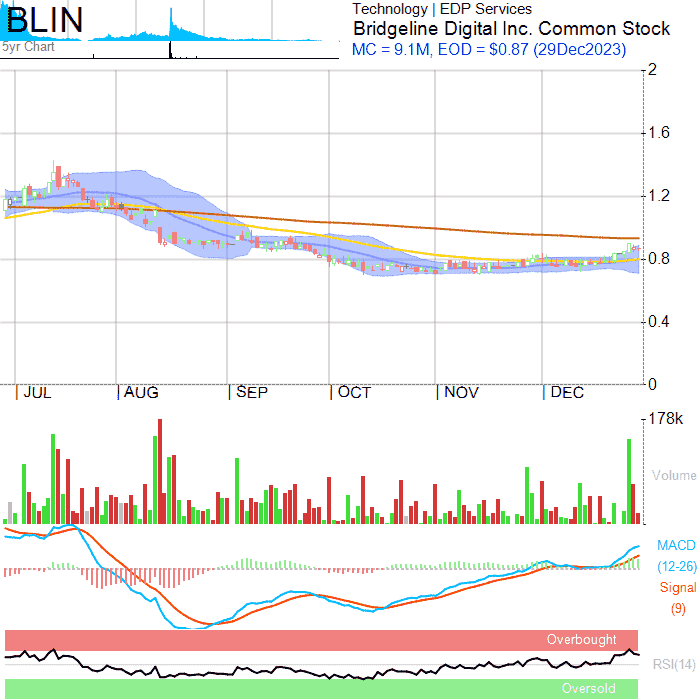 BLIN
5yr Chart
Technology | EDP Services
Bridgeline Digital Inc. Common Stock
MC = 9.1M, EOD = $0.87 (29Dec2023)
2
1.6
1.2
0.8
0.4
0
JUL AUG SEP OCT NOV DEC
178k
Volume
MACD
(12-26)
Signal
(9)
Overbought
RSI(14)
Oversold